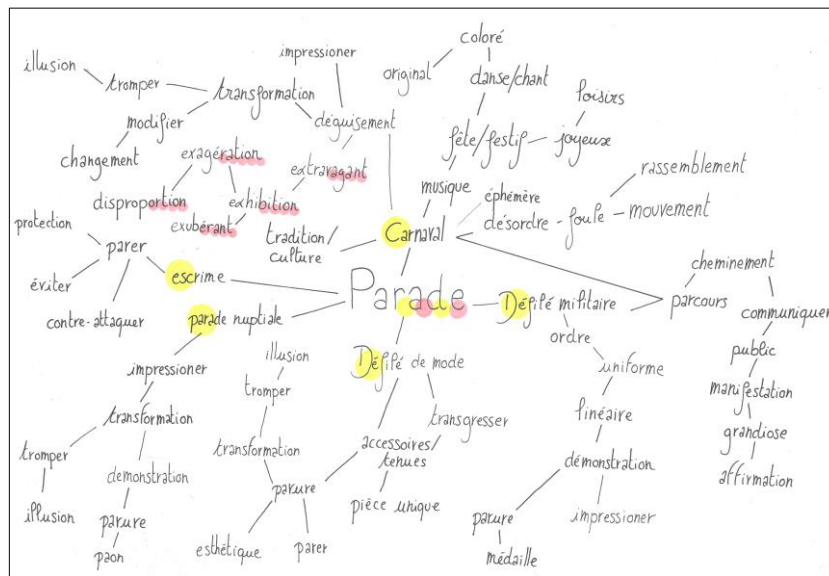 illusion
tromper
transformation
impressioner
modifier
changement
déguisement
exagération
extravagant
disproportion
exhibition
exubérant
tradition/
culture
coloré
original
danse/chant
loisirs
fête/festif
joyeux
musique
éphémère
rassemblement
désordre
foule
mouvement
Carnaval
protection
parer
éviter
contre-attaquer
escrime
Parade
Défilé militaire
cheminement
parcours
communiquer
public
manifestation
grandiose
affirmation
parade nuptiale
impressioner
transformation
tromper
illusion
démonstration
parure
paon
Défilé de mode
illusion
tromper
transformation
parure
esthétique
parer
accessoires/
tenues
transgresser
pièce unique
ordre
uniforme
linéaire
démonstration
parure
médaille
impressioner